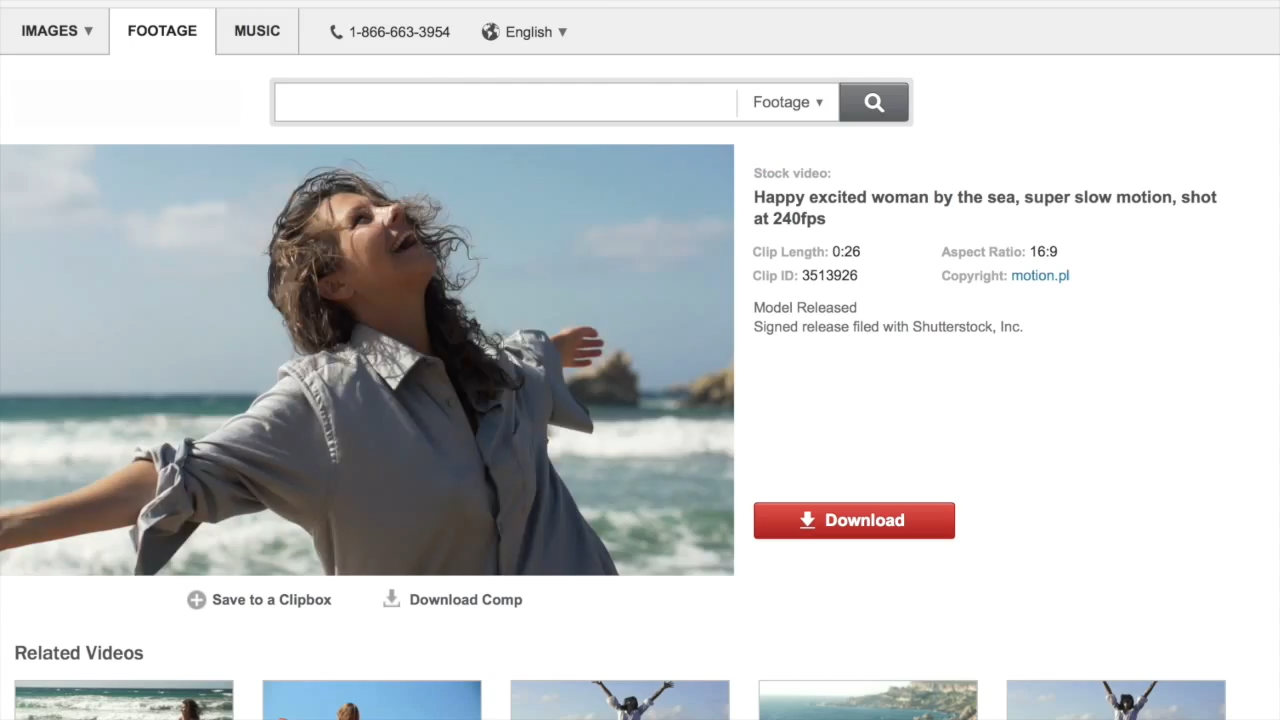 IMAGES ▼ FOOTAGE MUSIC 1-866-663-3954 English ▼
Footage ▼
Stock video:
Happy excited woman by the sea, super slow motion, shot
at 240fps
Clip Length: 0:26 Aspect Ratio: 16:9
Clip ID: 3513926 Copyright: motion.pl
Model Released
Signed release filed with Shutterstock, Inc.
Download
Save to a Clipbox Download Comp
Related Videos